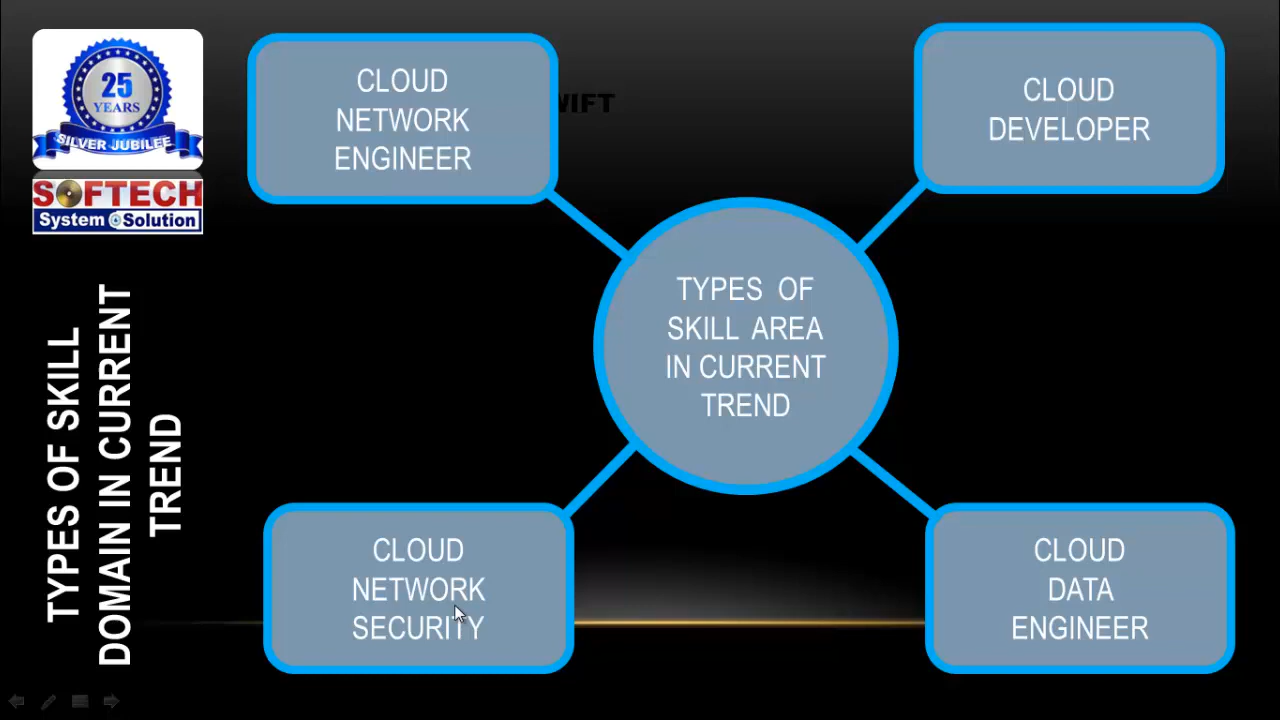 25
YEARS
SILVER JUBILEE
SOFTECH
System Solution
TYPES OF SKILL
DOMAIN IN CURRENT
TREND
CLOUD
NETWORK
ENGINEER
CLOUD
DEVELOPER
TYPES OF
SKILL AREA
IN CURRENT
TREND
CLOUD
NETWORK
SECURITY
CLOUD
DATA
ENGINEER